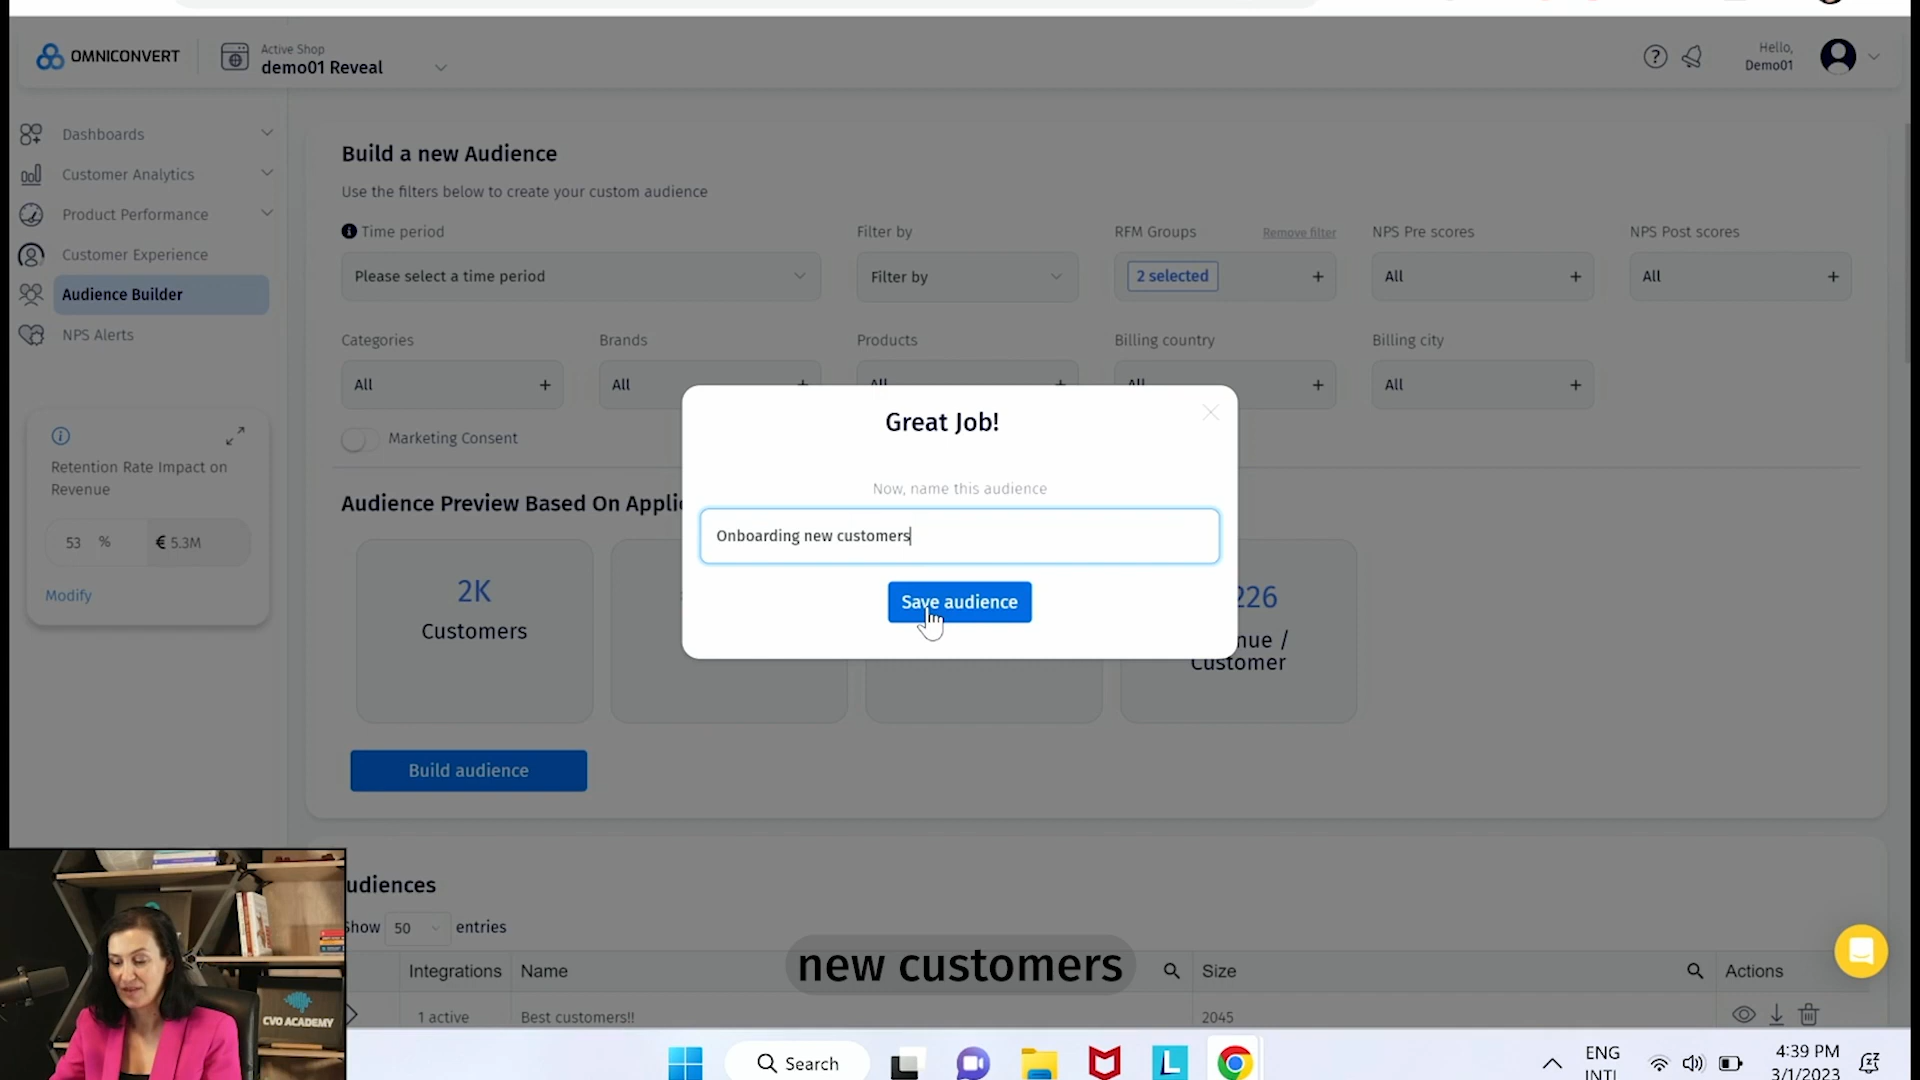 OMNICONVERT
Active Shop
demo01 Reveal
Hello,
Demo01
Dashboards
Customer Analytics
Product Performance
Customer Experience
Audience Builder
NPS Alerts
Retention Rate Impact on
Revenue
53 %
€ 5.3M
Modify
Build a new Audience
Use the filters below to create your custom audience
Time period
Please select a time period
Filter by
Filter by
RFM Groups
Remove filter
2 selected
NPS Pre scores
All
NPS Post scores
All
Categories
All
Brands
All
Products
All
Billing country
All
Billing city
All
Marketing Consent
Audience Preview Based On Appli
2K
Customers
226
nue /
Customer
Great Job!
Now, name this audience
Onboarding new customers
Save audience
Build audience
udiences
Show 50 entries
Integrations
Name
Size
Actions
1 active
Best customers!!
2045
new customers
CVO ACADEMY
Search
ENG
INTL
4:39 PM
3/1/2023